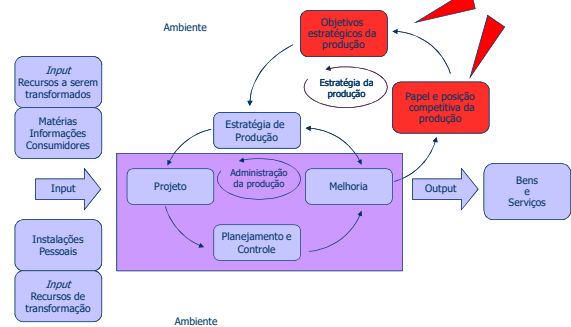 Ambiente
Objetivos
estratégicos da
produção
Input
Recursos a serem
transformados
Estratégia da
produção
Papel e posição
competitiva da
produção
Matérias
Informações
Consumidores
Estratégia de
Produção
Input
Projeto
Administração
da produção
Melhoria
Output
Bens
e
Serviços
Instalações
Pessoais
Planejamento e
Controle
Input
Recursos de
transformação
Ambiente